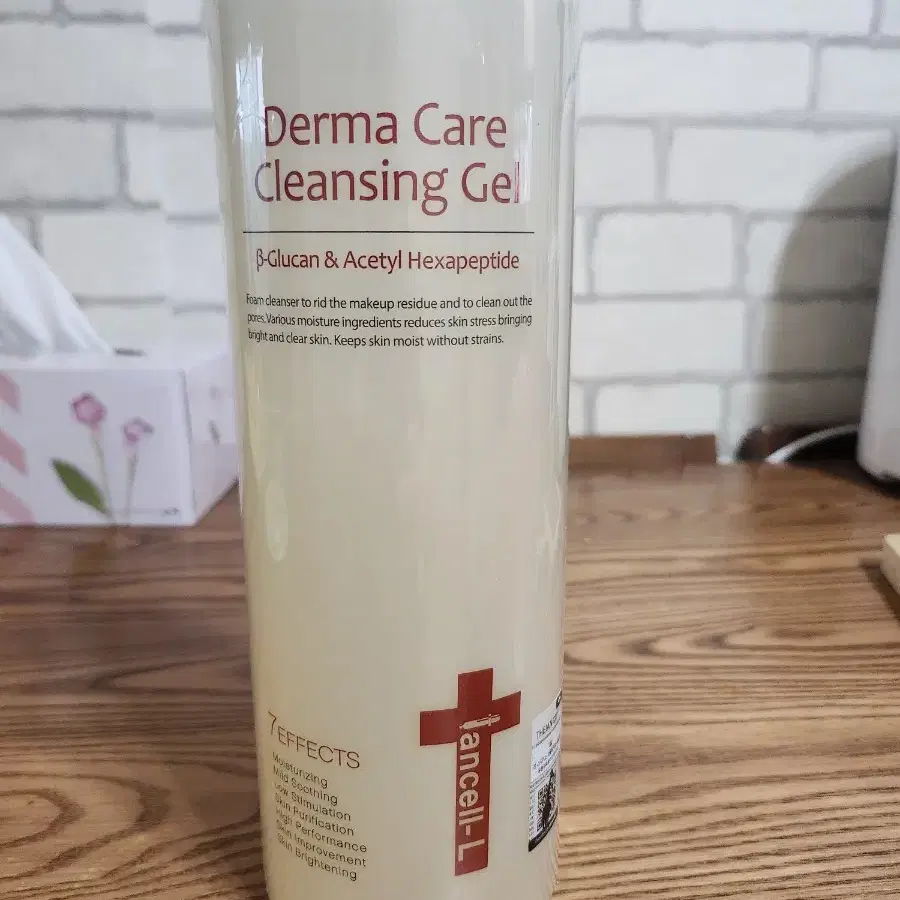 Derma Care
Cleansing Gel
β-Glucan & Acetyl Hexapeptide
Foam cleanser to rid the makeup residue and to clean out the
pores. Various moisture ingredients reduces skin stress bringing
bright and clear skin. Keeps skin moist without strains.
7 EFFECTS
Moisturizing
Mild Soothing
Low Stimulation
Skin Purification
High Performance
Skin Improvement
Skin Brightening
tancell-L